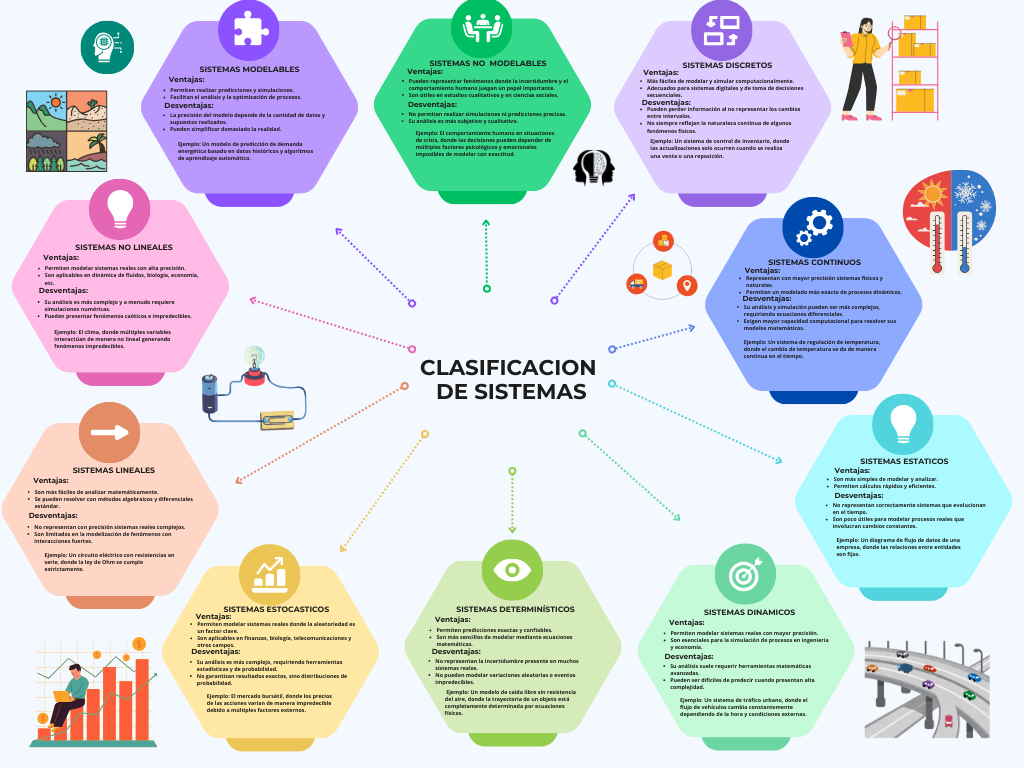 SISTEMAS MODELABLES
Ventajas:
• Permiten realizar predicciones y simulaciones.
• Facilitan el análisis y la optimización de procesos.
Desventajas:
• La precisión del modelo depende de la cantidad de datos y
supuestos realizados.
• Pueden simplificar demasiado la realidad.
Ejemplo: Un modelo de predicción de demanda
energética basado en datos históricos y algoritmos
de aprendizaje automático.
SISTEMAS NO MODELABLES
Ventajas:
• Pueden representar fenómenos donde la incertidumbre y el
comportamiento humano juegan un papel importante.
• Son útiles en estudios cualitativos y en ciencias sociales.
Desventajas:
• No permiten realizar simulaciones ni predicciones precisas.
• Su análisis es más subjetivo y cualitativo.
Ejemplo: El comportamiento humano en situaciones
de crisis, donde las decisiones pueden depender de
múltiples factores psicológicos y emocionales
imposibles de modelar con exactitud.
SISTEMAS DISCRETOS
Ventajas:
• Más fáciles de modelar y simular computacionalmente.
• Adecuados para sistemas digitales y de toma de decisiones
secuenciales.
Desventajas:
• Pueden perder información al no representar los cambios
entre intervalos.
• No siempre reflejan la naturaleza continua de algunos
fenómenos físicos.
Ejemplo: Un sistema de control de inventario, donde
las actualizaciones solo ocurren cuando se realiza
una venta o una reposición.
SISTEMAS NO LINEALES
Ventajas:
• Permiten modelar sistemas reales con alta precisión.
• Son aplicables en dinámica de fluidos, biología, economía,
etc.
Desventajas:
• Su análisis es más complejo y a menudo requiere
simulaciones numéricas.
• Pueden presentar fenómenos caóticos e impredecibles.
Ejemplo: El clima, donde múltiples variables
interactúan de manera no lineal generando
fenómenos impredecibles.
SISTEMAS CONTINUOS
Ventajas:
• Representan con mayor precisión sistemas físicos y
naturales.
• Permiten un modelado más exacto de procesos dinámicos.
Desventajas:
• Su análisis y simulación pueden ser más complejos,
requiriendo ecuaciones diferenciales.
• Exigen mayor capacidad computacional para resolver sus
modelos matemáticos.
Ejemplo: Un sistema de regulación de temperatura,
donde el cambio de temperatura se da de manera
continua en el tiempo.
CLASIFICACION
DE SISTEMAS
SISTEMAS LINEALES
Ventajas:
• Son más fáciles de analizar matemáticamente.
• Se pueden resolver con métodos algebraicos y diferenciales
estándar.
Desventajas:
• No representan con precisión sistemas reales complejos.
• Son limitados en la modelización de fenómenos con
interacciones fuertes.
Ejemplo: Un circuito eléctrico con resistencias en
serie, donde la ley de Ohm se cumple
estrictamente.
SISTEMAS ESTATICOS
Ventajas:
• Son más simples de modelar y analizar.
• Permiten cálculos rápidos y eficientes.
Desventajas:
• No representan correctamente sistemas que evolucionan
en el tiempo.
• Son poco útiles para modelar procesos reales que
involucran cambios constantes.
Ejemplo: Un diagrama de flujo de datos de una
empresa, donde las relaciones entre entidades
son fijas.
SISTEMAS ESTOCASTICOS
Ventajas:
• Permiten modelar sistemas reales donde la aleatoriedad es
un factor clave.
• Son aplicables en finanzas, biología, telecomunicaciones y
otros campos.
Desventajas:
• Su análisis es más complejo, requiriendo herramientas
estadísticas y de probabilidad.
• No garantizan resultados exactos, sino distribuciones de
probabilidad.
Ejemplo: El mercado bursátil, donde los precios
de las acciones varían de manera impredecible
debido a múltiples factores externos.
SISTEMAS DETERMINÍSTICOS
Ventajas:
• Permiten predicciones exactas y confiables.
• Son más sencillos de modelar mediante ecuaciones
matemáticas.
Desventajas:
• No representan la incertidumbre presente en muchos
sistemas reales.
• No pueden modelar variaciones aleatorias o eventos
impredecibles.
Ejemplo: Un modelo de caída libre sin resistencia
del aire, donde la trayectoria de un objeto está
completamente determinada por ecuaciones
físicas.
SISTEMAS DINAMICOS
Ventajas:
• Permiten modelar sistemas reales con mayor precisión.
• Son esenciales para la simulación de procesos en ingeniería
y economía.
Desventajas:
• Su análisis suele requerir herramientas matemáticas
avanzadas.
• Pueden ser difíciles de predecir cuando presentan alta
complejidad.
Ejemplo: Un sistema de tráfico urbano, donde el
flujo de vehículos cambia constantemente
dependiendo de la hora y condiciones externas.